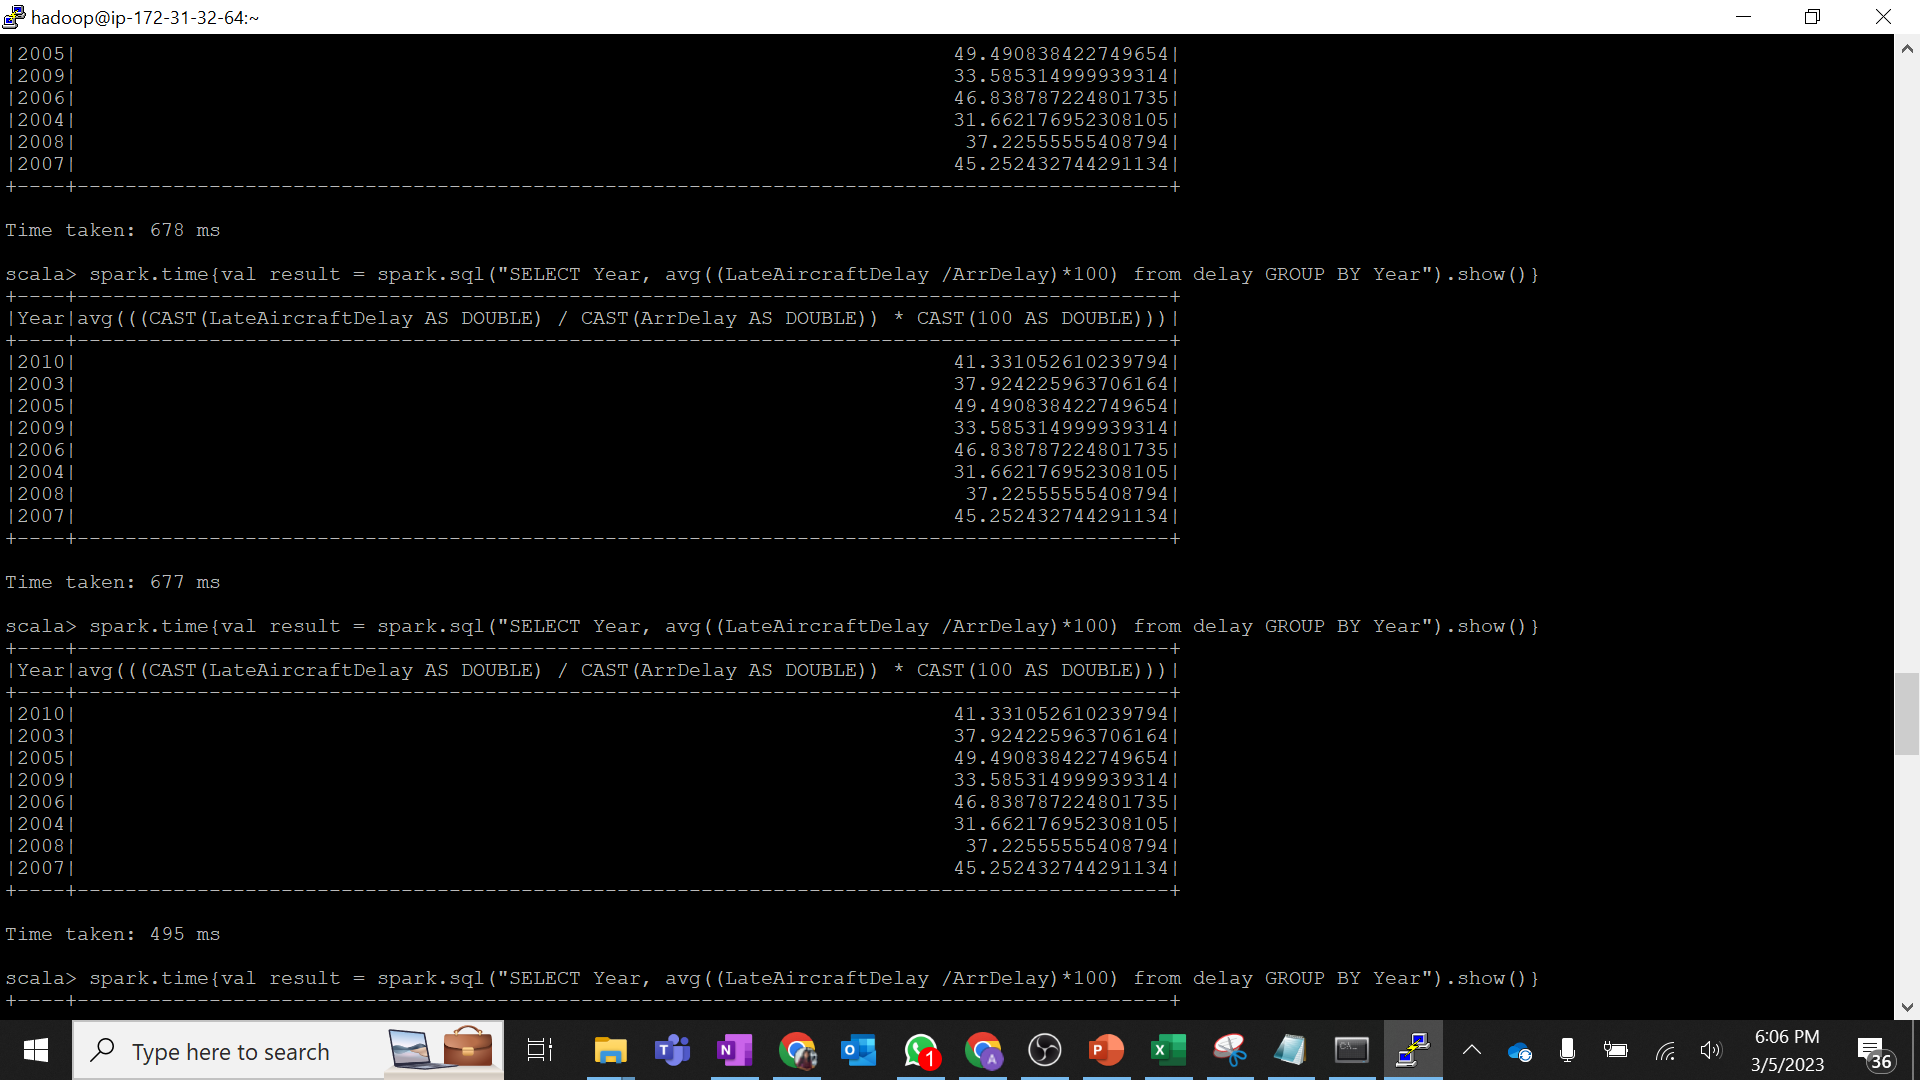 hadoop@ip-172-31-32-64:~
|2005|                                                                          49.490838422749654|
|2009|                                                                          33.585314999939314|
|2006|                                                                          46.838787224801735|
|2004|                                                                          31.662176952308105|
|2008|                                                                           37.22555555408794|
|2007|                                                                          45.252432744291134|
+----+-------------------------------------------------------------------------------------------+
Time taken: 678 ms
scala> spark.time{val result = spark.sql("SELECT Year, avg((LateAircraftDelay /ArrDelay)*100) from delay GROUP BY Year").show()}
+----+-------------------------------------------------------------------------------------------+
|Year|avg(((CAST(LateAircraftDelay AS DOUBLE) / CAST(ArrDelay AS DOUBLE)) * CAST(100 AS DOUBLE)))|
+----+-------------------------------------------------------------------------------------------+
|2010|                                                                          41.331052610239794|
|2003|                                                                          37.924225963706164|
|2005|                                                                          49.490838422749654|
|2009|                                                                          33.585314999939314|
|2006|                                                                          46.838787224801735|
|2004|                                                                          31.662176952308105|
|2008|                                                                           37.22555555408794|
|2007|                                                                          45.252432744291134|
+----+-------------------------------------------------------------------------------------------+
Time taken: 677 ms
scala> spark.time{val result = spark.sql("SELECT Year, avg((LateAircraftDelay /ArrDelay)*100) from delay GROUP BY Year").show()}
+----+-------------------------------------------------------------------------------------------+
|Year|avg(((CAST(LateAircraftDelay AS DOUBLE) / CAST(ArrDelay AS DOUBLE)) * CAST(100 AS DOUBLE)))|
+----+-------------------------------------------------------------------------------------------+
|2010|                                                                          41.331052610239794|
|2003|                                                                          37.924225963706164|
|2005|                                                                          49.490838422749654|
|2009|                                                                          33.585314999939314|
|2006|                                                                          46.838787224801735|
|2004|                                                                          31.662176952308105|
|2008|                                                                           37.22555555408794|
|2007|                                                                          45.252432744291134|
+----+-------------------------------------------------------------------------------------------+
Time taken: 495 ms
scala> spark.time{val result = spark.sql("SELECT Year, avg((LateAircraftDelay /ArrDelay)*100) from delay GROUP BY Year").show()}
+----+-------------------------------------------------------------------------------------------+
Type here to search
1
A
6:06 PM
3/5/2023
36